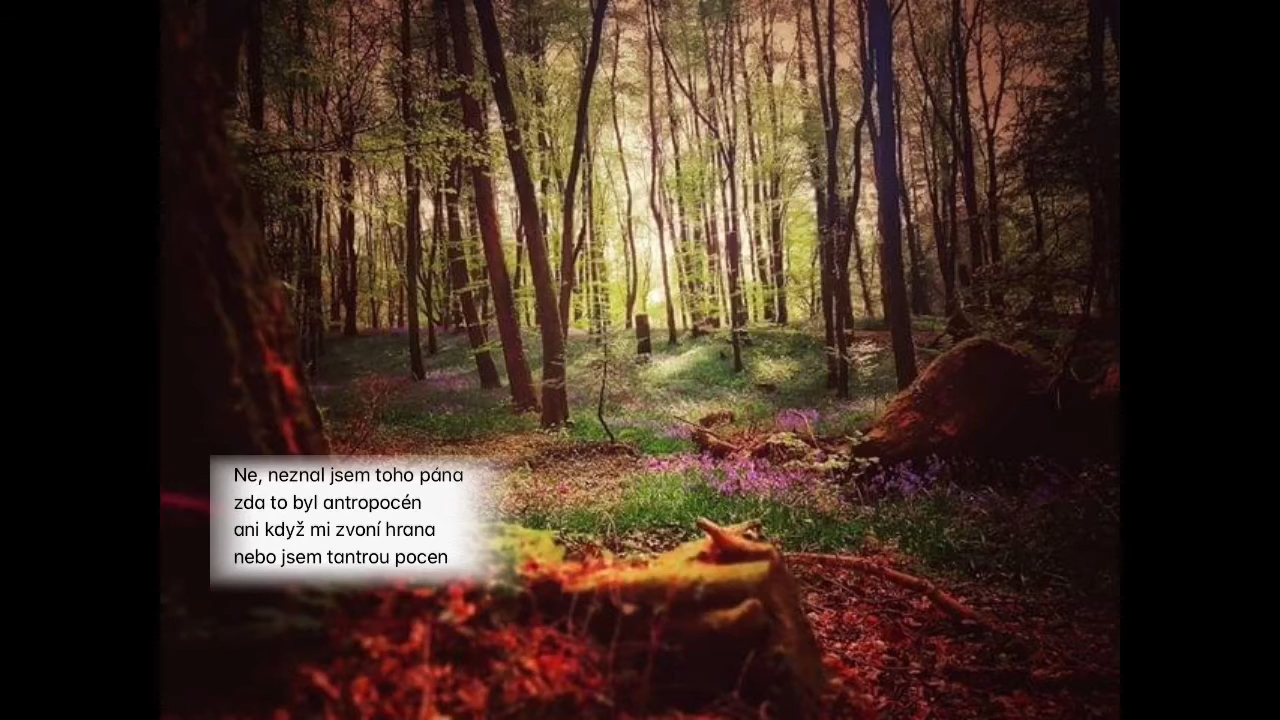 Ne, neznal jsem toho pána
zda to byl antropocén
ani když mi zvoní hrana
nebo jsem tantrou pocen